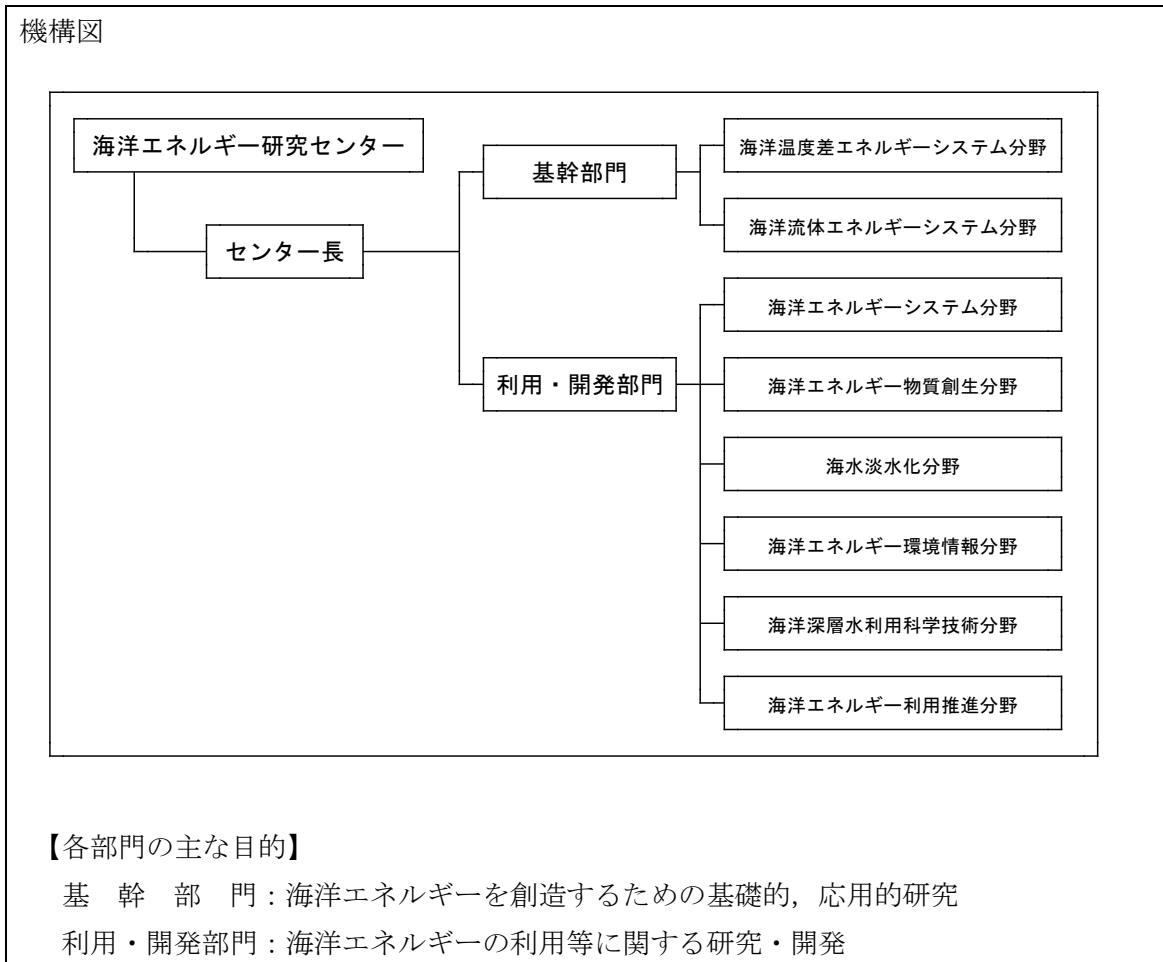 機構図
海洋エネルギー研究センター
センター長
基幹部門
海洋温度差エネルギーシステム分野
海洋流体エネルギーシステム分野
利用・開発部門
海洋エネルギーシステム分野
海洋エネルギー物質創生分野
海水淡水化分野
海洋エネルギー環境情報分野
海洋深層水利用科学技術分野
海洋エネルギー利用推進分野
【各部門の主な目的】
基 幹 部 門:海洋エネルギーを創造するための基礎的,応用的研究
利用・開発部門:海洋エネルギーの利用等に関する研究・開発